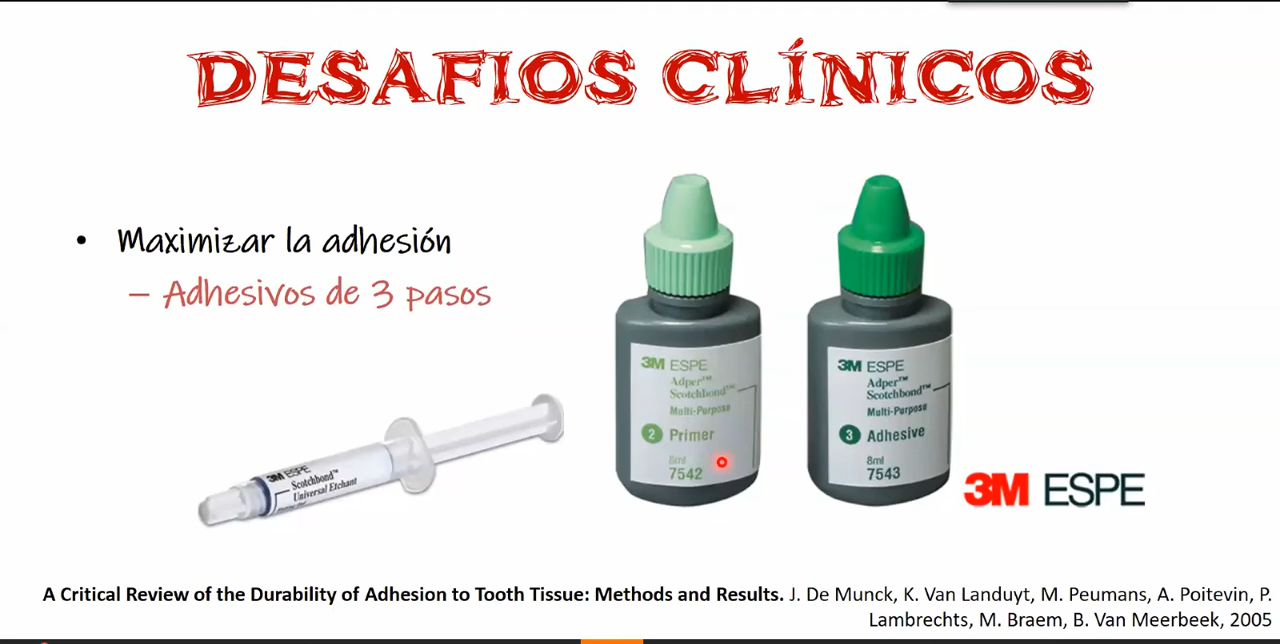 DESAFIOS CLÍNICOS
• Maximizar la adhesión
– Adhesivos de 3 pasos
3M ESPE
Scotchbond™
Universal Etchant
3M ESPE
Adper™
Scotchbond™
Multi-Purpose
2 Primer
8ml
7542
3M ESPE
Adper™
Scotchbond™
Multi-Purpose
3 Adhesive
8ml
7543
3M ESPE
A Critical Review of the Durability of Adhesion to Tooth Tissue: Methods and Results. J. De Munck, K. Van Landuyt, M. Peumans, A. Poitevin, P.
Lambrechts, M. Braem, B. Van Meerbeek, 2005